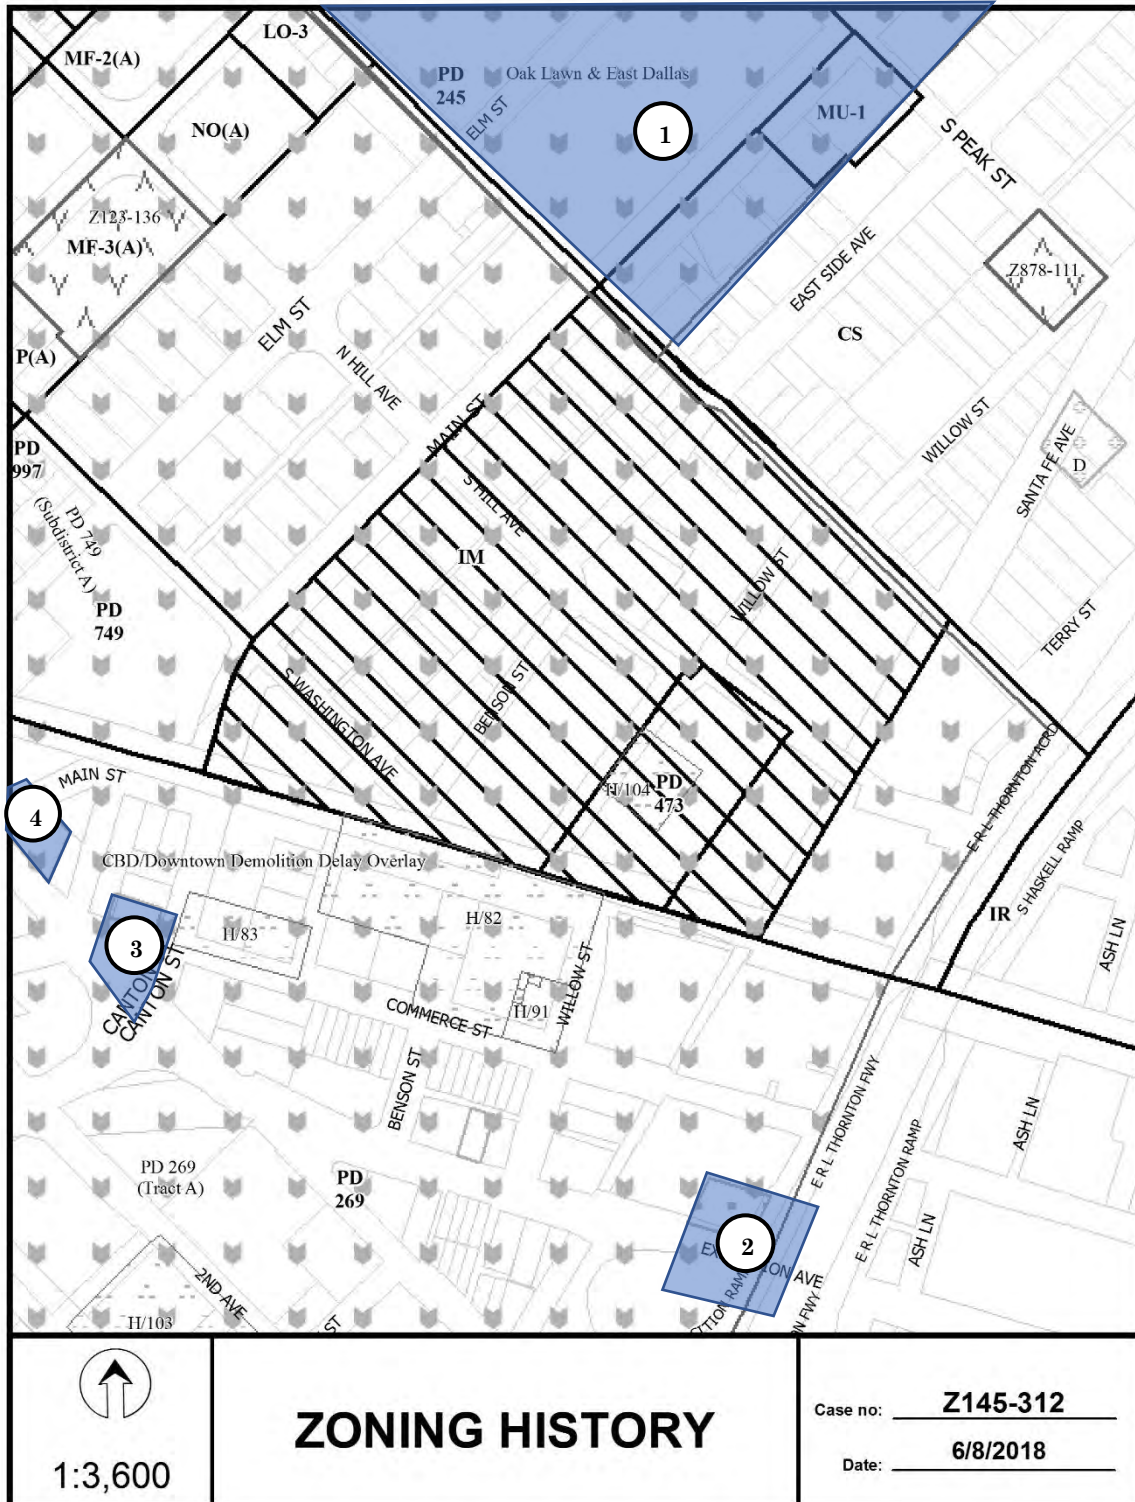 LO-3
MF-2(A)
PD
245
Oak Lawn & East Dallas
ELM ST
MU-1
1
NO(A)
S PEAK ST
Z123-136
MF-3(A)
EAST SIDE AVE
Z878-111
CS
ELM ST
P(A)
N HILL AVE
MAIN ST
WILLOW ST
SANTA FE AVE
D
PD
997
PD 749
(Subdistrict A)
S HILL AVE
IM
WILLOW ST
PD
749
TERRY ST
S WASHINGTON AVE
BENSON ST
MAIN ST
H/104
PD
473
E R L THORNTON ACRD
S HASKELL RAMP
4
CBD/Downtown Demolition Delay Overlay
H/82
H/83
IR
ASH LN
3
CANTON ST
CANTON ST
WILLOW ST
H/91
COMMERCE ST
BENSON ST
E R L THORNTON FWY
ASH LN
E R L THORNTON RAMP
PD 269
(Tract A)
PD
269
ASH LN
2
2ND AVE
H/103
ST
1:3,600
ZONING HISTORY
Case no: Z145-312
Date: 6/8/2018